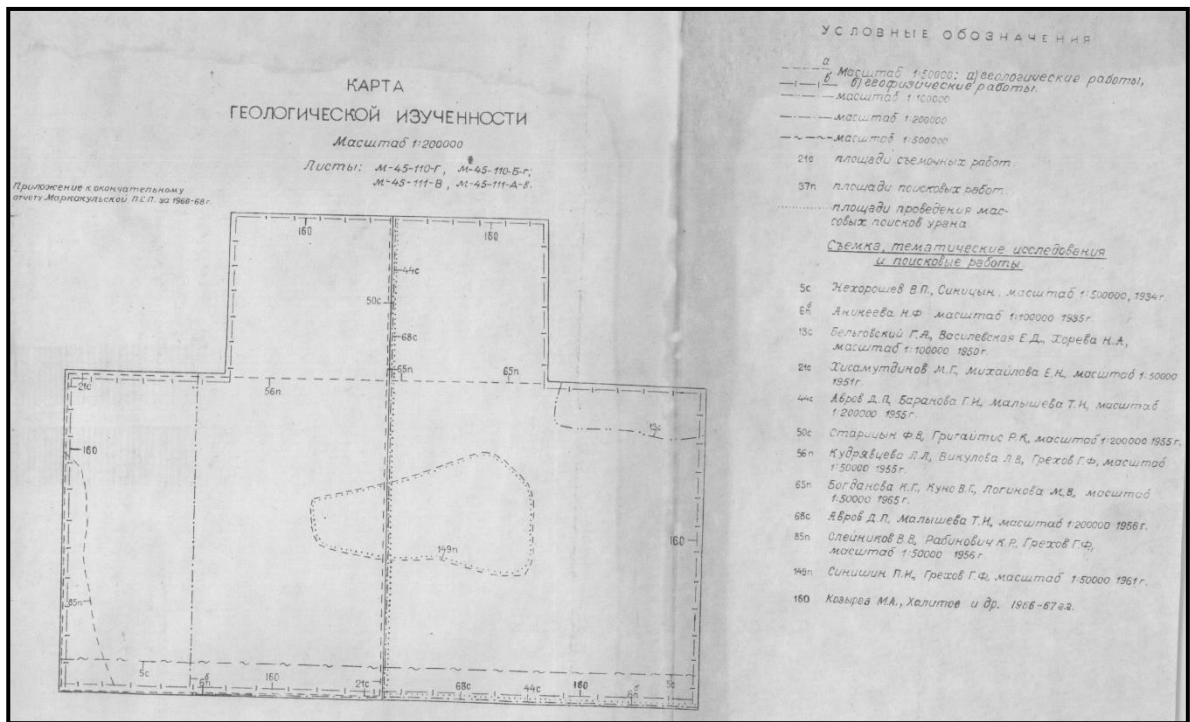 КАРТА
ГЕОЛОГИЧЕСКОЙ ИЗУЧЕННОСТИ
Масштаб 1:200000
Листы: М-45-110-Г, М-45-110-Б-г;
М-45-111-В, М-45-111-А-в.
Приложение к окончательному
отчету Маркакульской П.С.П. за 1966-68г.
160
160
44с
50с
68с
65п
65п
21с
56п
13с
160
160
149п
85п
5с
6п
160
21с
68с
44с
160
5с
УСЛОВНЫЕ ОБОЗНАЧЕНИЯ
а
Масштаб 1:50000: а) геологические работы,
в б) геофизические работы.
масштаб 1:100000
масштаб 1:200000
масштаб 1:500000
21с площади съемочных работ.
37п площади поисковых работ.
площади проведения мас-
совых поисков урана
Съемка, тематические исследования
и поисковые работы
5с Нехорошев В.П., Синицын, масштаб 1:500000, 1934г.
Аникеева Н.Ф масштаб 1:100000 1935г.
13с Бельговский Г.Л., Василевская Е.Д., Хорева Н.А,
масштаб 1:100000 1950г.
21с Хисамутдинов М.Г, Михайлова Е.Н, масштаб 1:50000
1951г.
44с Авров Д.П, Баранова Г.И, Малышева Т.Н, масштаб
1:200000 1955г.
50с Старицын Ф.В, Григайтис Р.К, масштаб 1:200000 1955г.
56п Кудрявцева Л.Л, Викулова Л.В, Грехов Г.Ф, масштаб
1:50000 1955г.
65п Богданова К.Г, Кунс В.Г, Логинова М.В, масштаб
1:50000 1965г.
68с Авров Д.П, Малышева Т.Н, масштаб 1:200000 1956г.
85п Олейников В.В, Рабинович К.Р, Грехов Г.Ф,
масштаб 1:50000 1956г.
149п Синишин П.Н, Грехов Г.Ф, масштаб 1:50000 1961г.
160 Козырев М.А., Халитов и др. 1966-67г.г.